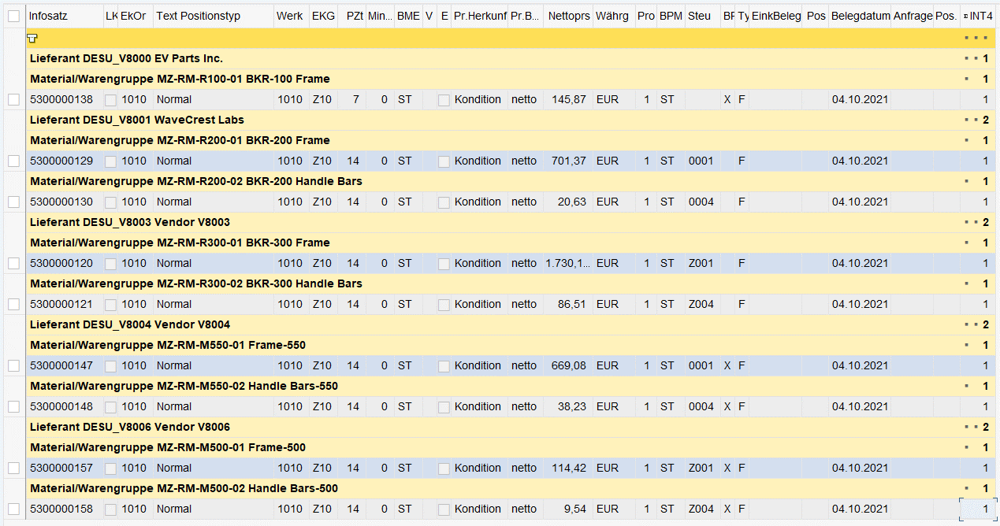 Infosatz LK EkOr Text Positionstyp Werk EKG PZt Min... BME V E Pr.Herkunf Pr.B... Nettoprs Währg Pro BPM Steu BF Ty EinkBeleg Pos Belegdatum Anfrage Pos. INT4
Lieferant DESU_V8000 EV Parts Inc. 1
Material/Warengruppe MZ-RM-R100-01 BKR-100 Frame 1
5300000138 1010 Normal 1010 Z10 7 0 ST Kondition netto 145,87 EUR 1 ST X F 04.10.2021 1
Lieferant DESU_V8001 WaveCrest Labs 2
Material/Warengruppe MZ-RM-R200-01 BKR-200 Frame 1
5300000129 1010 Normal 1010 Z10 14 0 ST Kondition netto 701,37 EUR 1 ST 0001 F 04.10.2021 1
Material/Warengruppe MZ-RM-R200-02 BKR-200 Handle Bars 1
5300000130 1010 Normal 1010 Z10 14 0 ST Kondition netto 20,63 EUR 1 ST 0004 F 04.10.2021 1
Lieferant DESU_V8003 Vendor V8003 2
Material/Warengruppe MZ-RM-R300-01 BKR-300 Frame 1
5300000120 1010 Normal 1010 Z10 14 0 ST Kondition netto 1.730,1... EUR 1 ST Z001 F 04.10.2021 1
Material/Warengruppe MZ-RM-R300-02 BKR-300 Handle Bars 1
5300000121 1010 Normal 1010 Z10 14 0 ST Kondition netto 86,51 EUR 1 ST Z004 F 04.10.2021 1
Lieferant DESU_V8004 Vendor V8004 2
Material/Warengruppe MZ-RM-M550-01 Frame-550 1
5300000147 1010 Normal 1010 Z10 14 0 ST Kondition netto 669,08 EUR 1 ST 0001 X F 04.10.2021 1
Material/Warengruppe MZ-RM-M550-02 Handle Bars-550 1
5300000148 1010 Normal 1010 Z10 14 0 ST Kondition netto 38,23 EUR 1 ST 0004 X F 04.10.2021 1
Lieferant DESU_V8006 Vendor V8006 2
Material/Warengruppe MZ-RM-M500-01 Frame-500 1
5300000157 1010 Normal 1010 Z10 14 0 ST Kondition netto 114,42 EUR 1 ST Z001 X F 04.10.2021 1
Material/Warengruppe MZ-RM-M500-02 Handle Bars-500 1
5300000158 1010 Normal 1010 Z10 14 0 ST Kondition netto 9,54 EUR 1 ST Z004 X F 04.10.2021 1